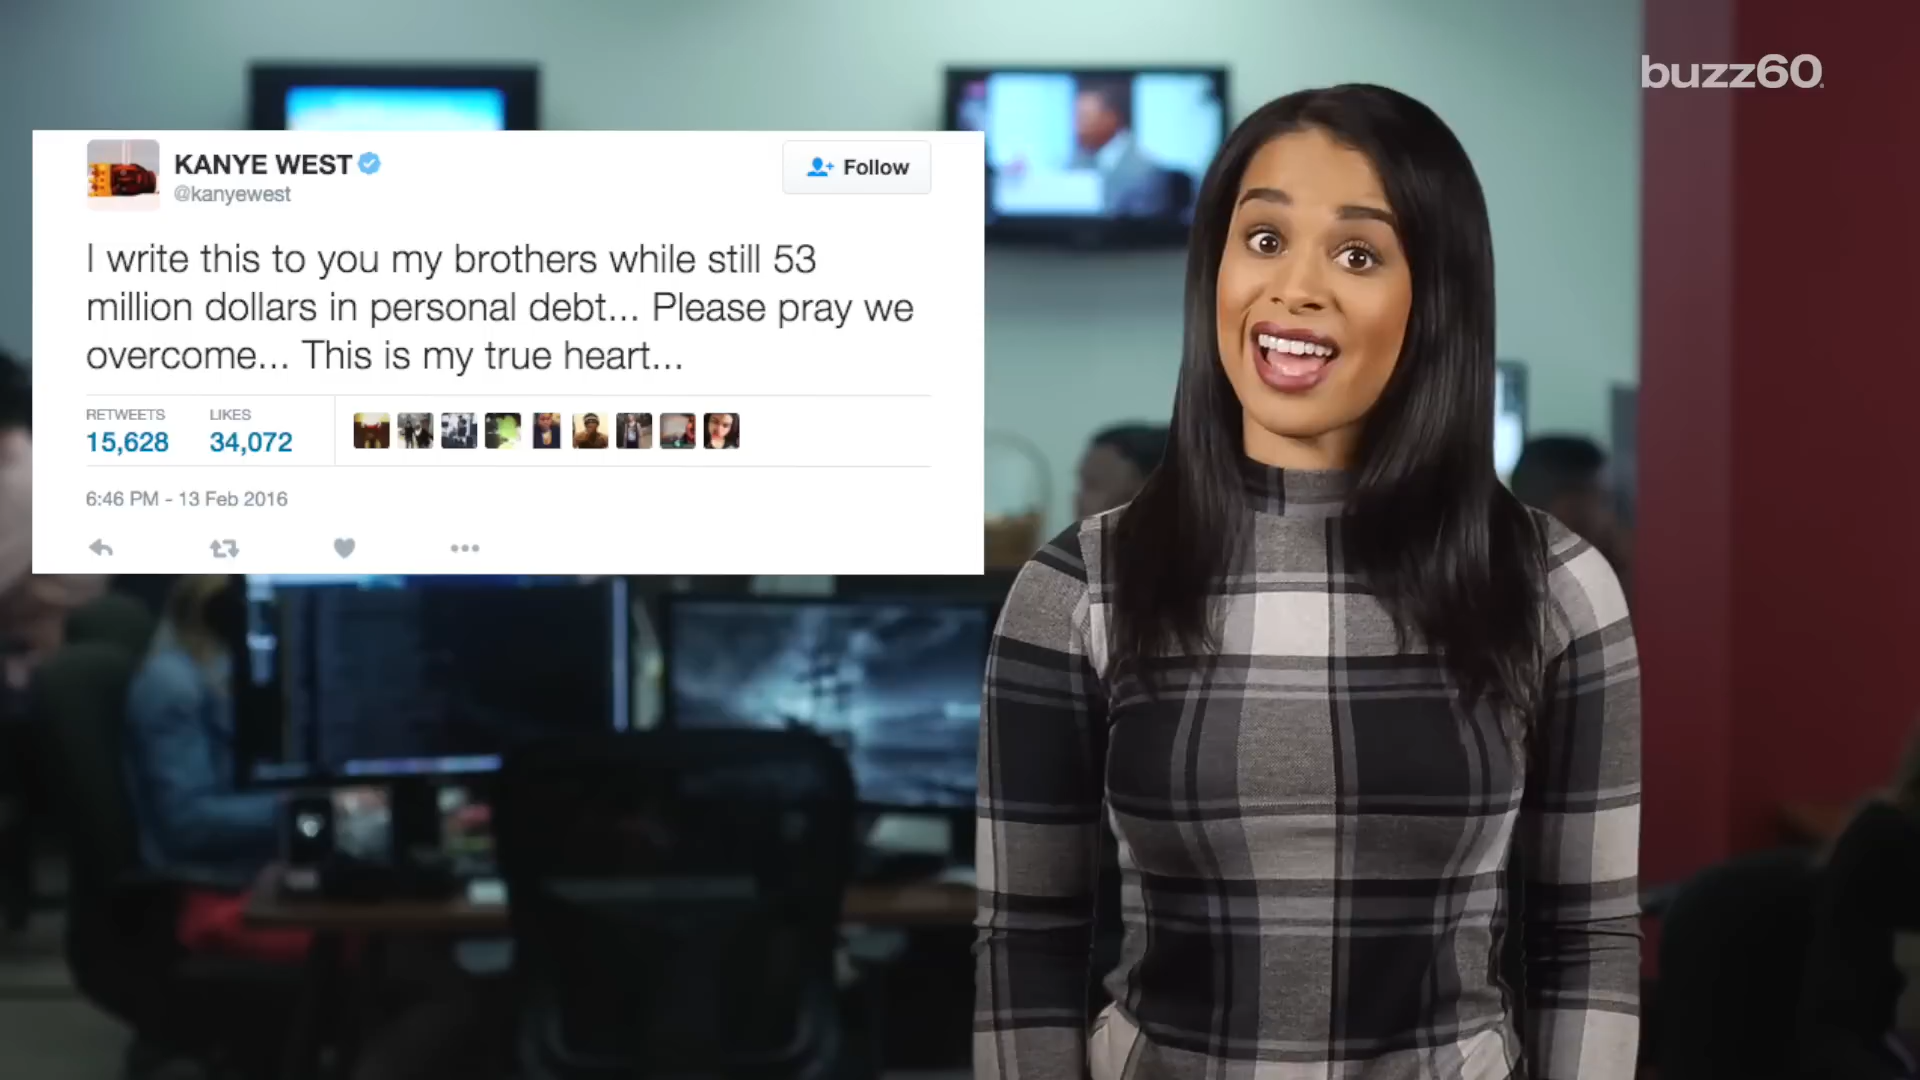 buzz60
KANYE WEST
@kanyewest
Follow
I write this to you my brothers while still 53
million dollars in personal debt... Please pray we
overcome... This is my true heart...
RETWEETS LIKES
15,628 34,072
6:46 PM - 13 Feb 2016